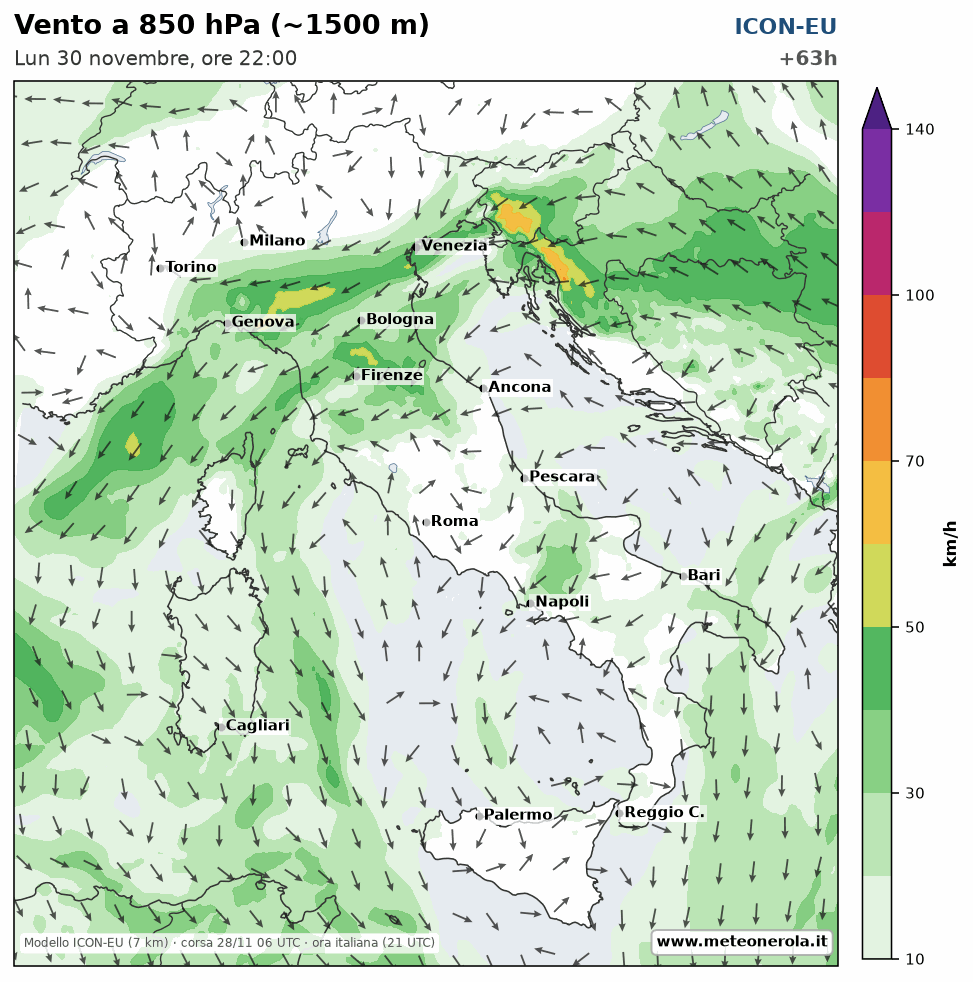 Vento a 850 hPa (~1500 m)
ICON-EU
Lun 30 novembre, ore 22:00
+63h
140
100
70
50
30
10
km/h
Milano
Venezia
Torino
Genova
Bologna
Firenze
Ancona
Pescara
Roma
Bari
Napoli
Cagliari
Palermo
Reggio C.
Modello ICON-EU (7 km) · corsa 28/11 06 UTC · ora italiana (21 UTC)
www.meteonerola.it